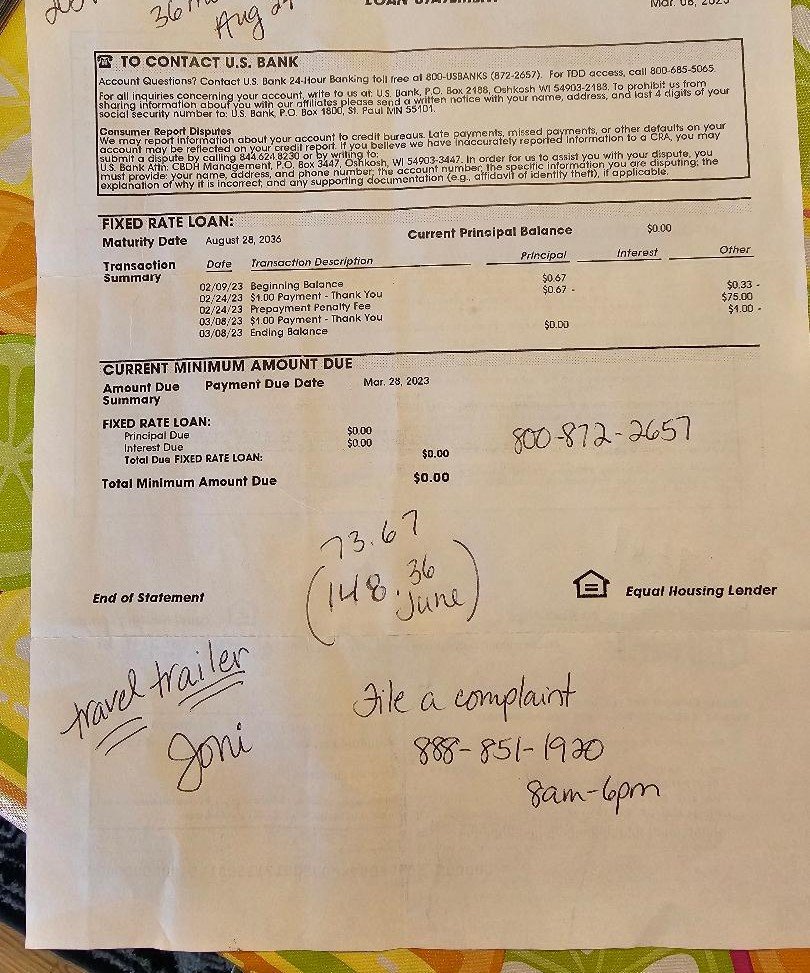 36
Aug
LOAN STATEMENT
Mar. 08, 2023
TO CONTACT U.S. BANK
Account Questions? Contact U.S. Bank 24-Hour Banking toll free at 800-USBANKS (872-2657). For TDD access, call 800-685-5065.
For all inquiries concerning your account, write to us at: U.S. Bank, P.O. Box 2188, Oshkosh WI 54903-2188. To prohibit us from
sharing information about you with our affiliates please send a written notice with your name, address, and last 4 digits of your
social security number to: U.S. Bank, P.O. Box 1800, St. Paul MN 55101.
Consumer Report Disputes
We may report information about your account to credit bureaus. Late payments, missed payments, or other defaults on your
account may be reflected on your credit report. If you believe we have inaccurately reported information to a CRA, you may
submit a dispute by calling 844.624.8230 or by writing to:
U.S. Bank Attn: CBDH Management, P.O. Box 3447, Oshkosh, WI 54903-3447. In order for us to assist you with your dispute, you
must provide: your name, address, and phone number; the account number; the specific information you are disputing; the
explanation of why it is incorrect; and any supporting documentation (e.g., affidavit of identity theft), if applicable.
FIXED RATE LOAN:
Maturity Date August 28, 2036 Current Principal Balance $0.00
Transaction Date Transaction Description Principal Interest Other
Summary
02/09/23 Beginning Balance $0.67
02/24/23 $1.00 Payment - Thank You $0.67 - $0.33 -
02/24/23 Prepayment Penalty Fee $75.00
03/08/23 $1.00 Payment - Thank You $1.00 -
03/08/23 Ending Balance $0.00
CURRENT MINIMUM AMOUNT DUE
Amount Due Payment Due Date Mar. 28, 2023
Summary
FIXED RATE LOAN:
Principal Due $0.00
Interest Due $0.00
Total Due FIXED RATE LOAN: $0.00
800-872-2657
Total Minimum Amount Due $0.00
73.67
(148.36
June)
End of Statement
Equal Housing Lender
travel trailer
Joni
File a complaint
888-851-1920
8am-6pm